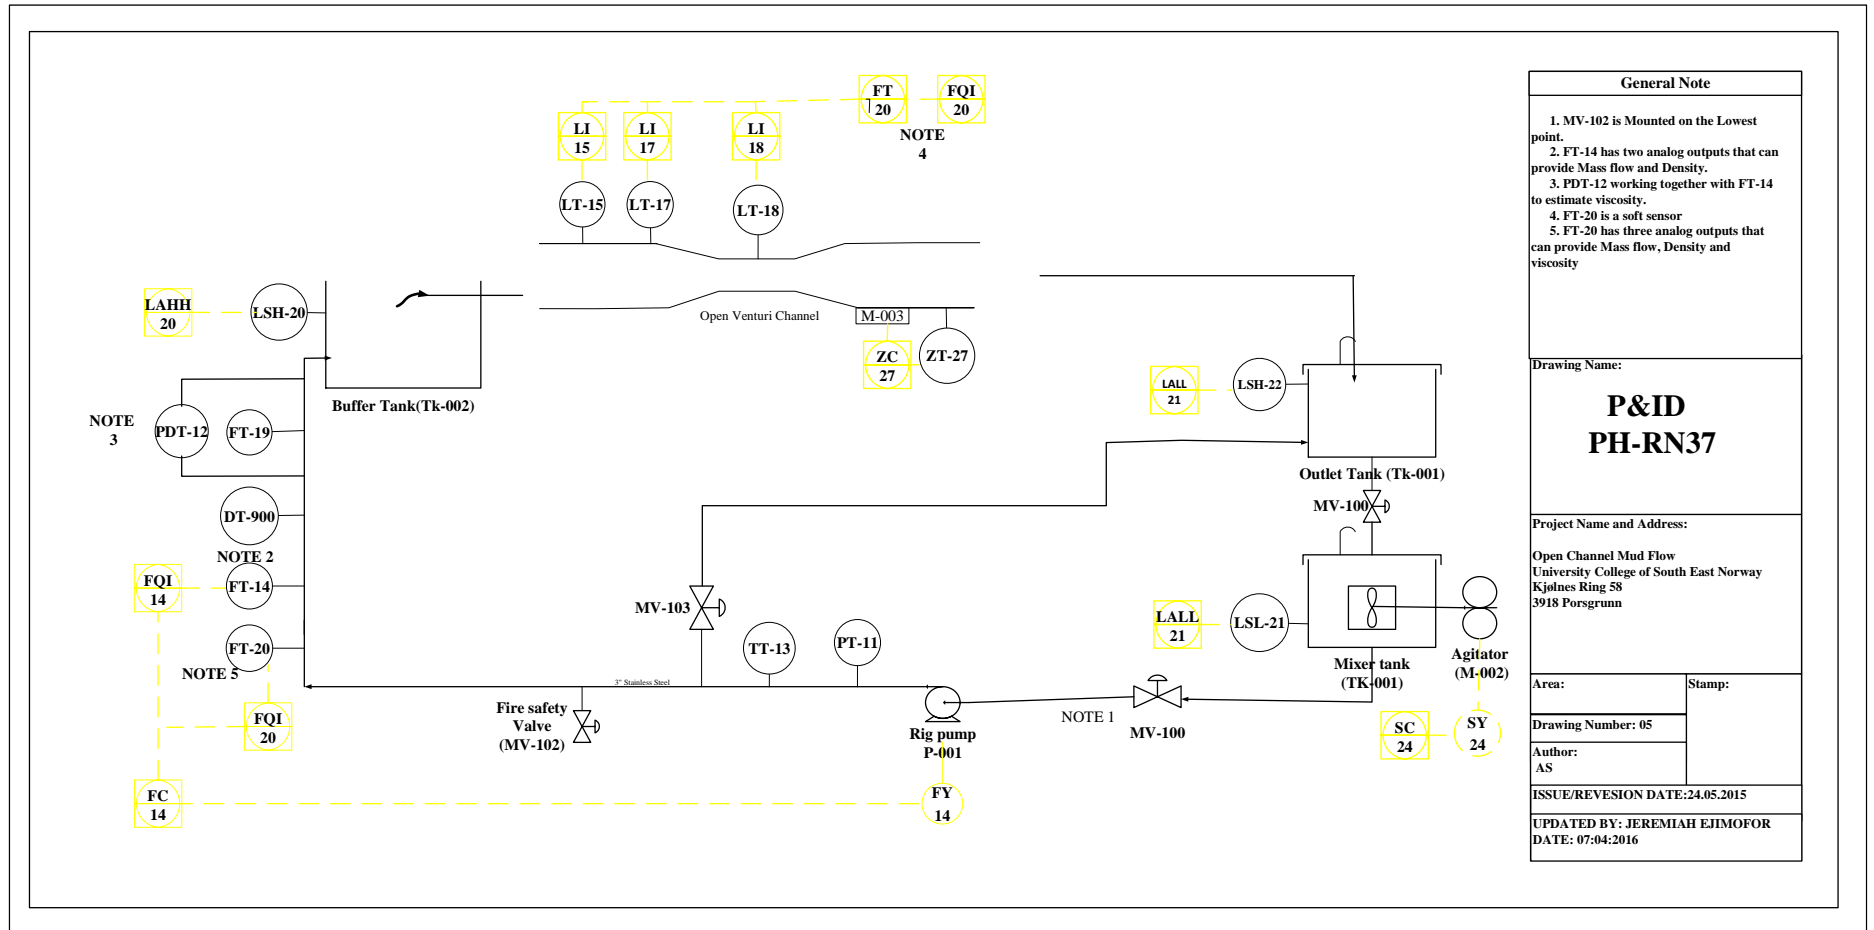 FT
20
FQI
20
NOTE
4
LI
15
LI
17
LI
18
LT-15
LT-17
LT-18
LAHH
20
LSH-20
Open Venturi Channel
M-003
ZC
27
ZT-27
Buffer Tank(Tk-002)
NOTE
3
PDT-12
FT-19
DT-900
NOTE 2
FQI
14
FT-14
FT-20
NOTE 5
FQI
20
FC
14
LALL
21
LSH-22
Outlet Tank (Tk-001)
MV-100
MV-103
TT-13
PT-11
3" Stainless Steel
Fire safety
Valve
(MV-102)
Rig pump
P-001
FY
14
NOTE 1
MV-100
LALL
21
LSL-21
Mixer tank
(TK-001)
Agitator
(M-002)
SC
24
SY
24
General Note
1. MV-102 is Mounted on the Lowest
point.
2. FT-14 has two analog outputs that can
provide Mass flow and Density.
3. PDT-12 working together with FT-14
to estimate viscosity.
4. FT-20 is a soft sensor
5. FT-20 has three analog outputs that
can provide Mass flow, Density and
viscosity
Drawing Name:
P&ID
PH-RN37
Project Name and Address:
Open Channel Mud Flow
University College of South East Norway
Kjølnes Ring 58
3918 Porsgrunn
Area:
Stamp:
Drawing Number: 05
Author:
AS
ISSUE/REVESION DATE:24.05.2015
UPDATED BY: JEREMIAH EJIMOFOR
DATE: 07:04:2016